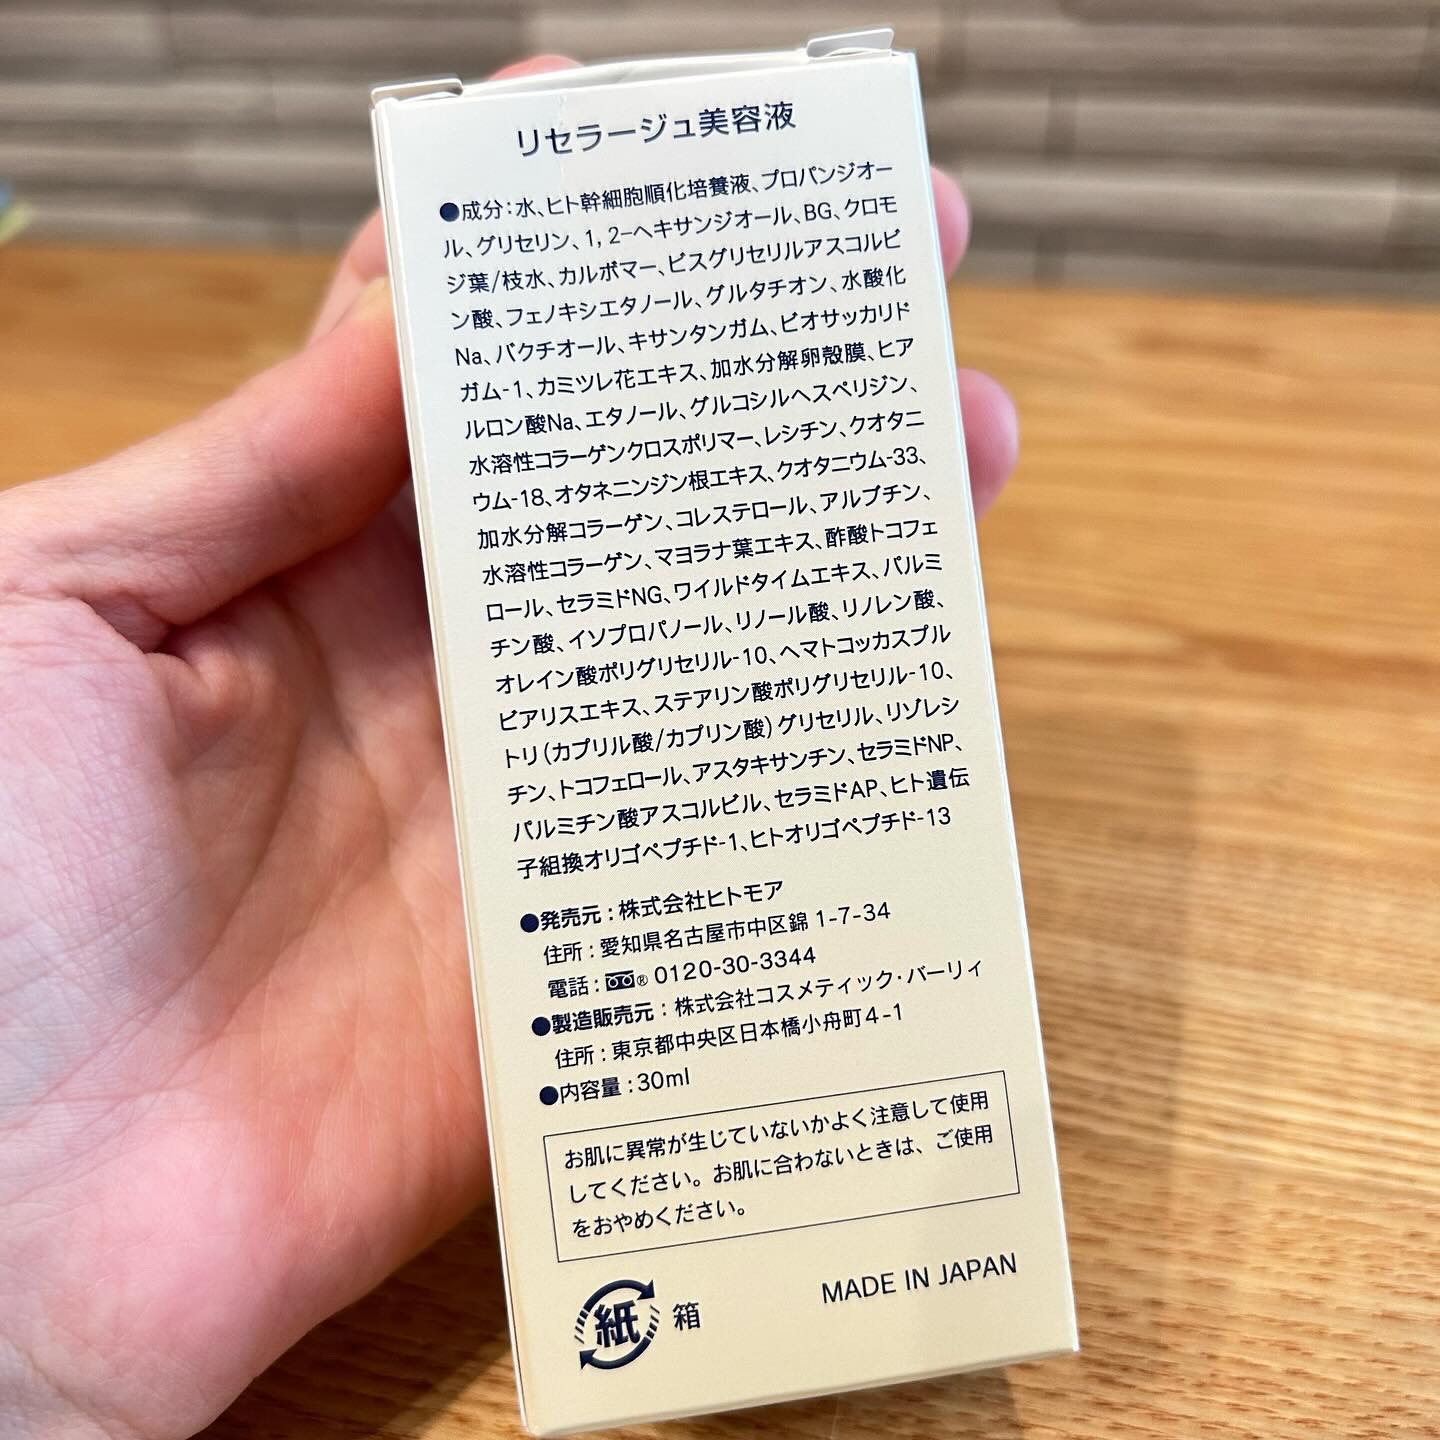 リセラージュ美容液
●成分：水、ヒト幹細胞順化培養液、プロパンジオー
ル、グリセリン、1, 2-ヘキサンジオール、BG、クロモ
ジ葉/枝水、カルボマー、ビスグリセリルアスコルビ
ン酸、フェノキシエタノール、グルタチオン、水酸化
Na、バクチオール、キサンタンガム、ビオサッカリド
ガム-1、カミツレ花エキス、加水分解卵殻膜、ヒア
ルロン酸Na、エタノール、グルコシルヘスペリジン、
水溶性コラーゲンクロスポリマー、レシチン、クオタニ
ウム-18、オタネニンジン根エキス、クオタニウム-33、
加水分解コラーゲン、コレステロール、アルブチン、
水溶性コラーゲン、マヨラナ葉エキス、酢酸トコフェ
ロール、セラミドNG、ワイルドタイムエキス、パルミ
チン酸、イソプロパノール、リノール酸、リノレン酸、
オレイン酸ポリグリセリル-10、ヘマトコッカスプル
ビアリスエキス、ステアリン酸ポリグリセリル-10、
トリ(カプリル酸/カプリン酸)グリセリル、リゾレシ
チン、トコフェロール、アスタキサンチン、セラミドNP、
パルミチン酸アスコルビル、セラミドAP、ヒト遺伝
子組換オリゴペプチド-1、ヒトオリゴペプチド-13
●発売元：株式会社ヒトモア
住所：愛知県名古屋市中区錦 1-7-34
電話：®0120-30-3344
●製造販売元：株式会社コスメティック・バーリィ
住所：東京都中央区日本橋小舟町4-1
●内容量：30ml
お肌に異常が生じていないかよく注意して使用
してください。お肌に合わないときは、ご使用
をおやめください。
紙 箱
MADE IN JAPAN